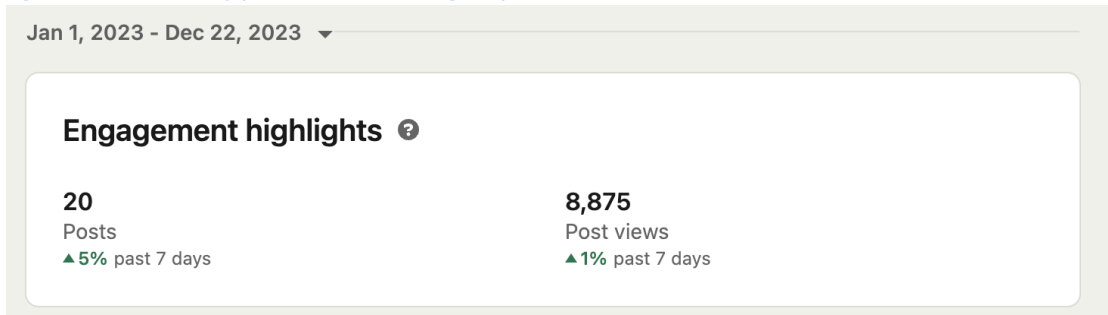 Jan 1, 2023 - Dec 22, 2023
Engagement highlights
20
Posts
5% past 7 days
8,875
Post views
1% past 7 days